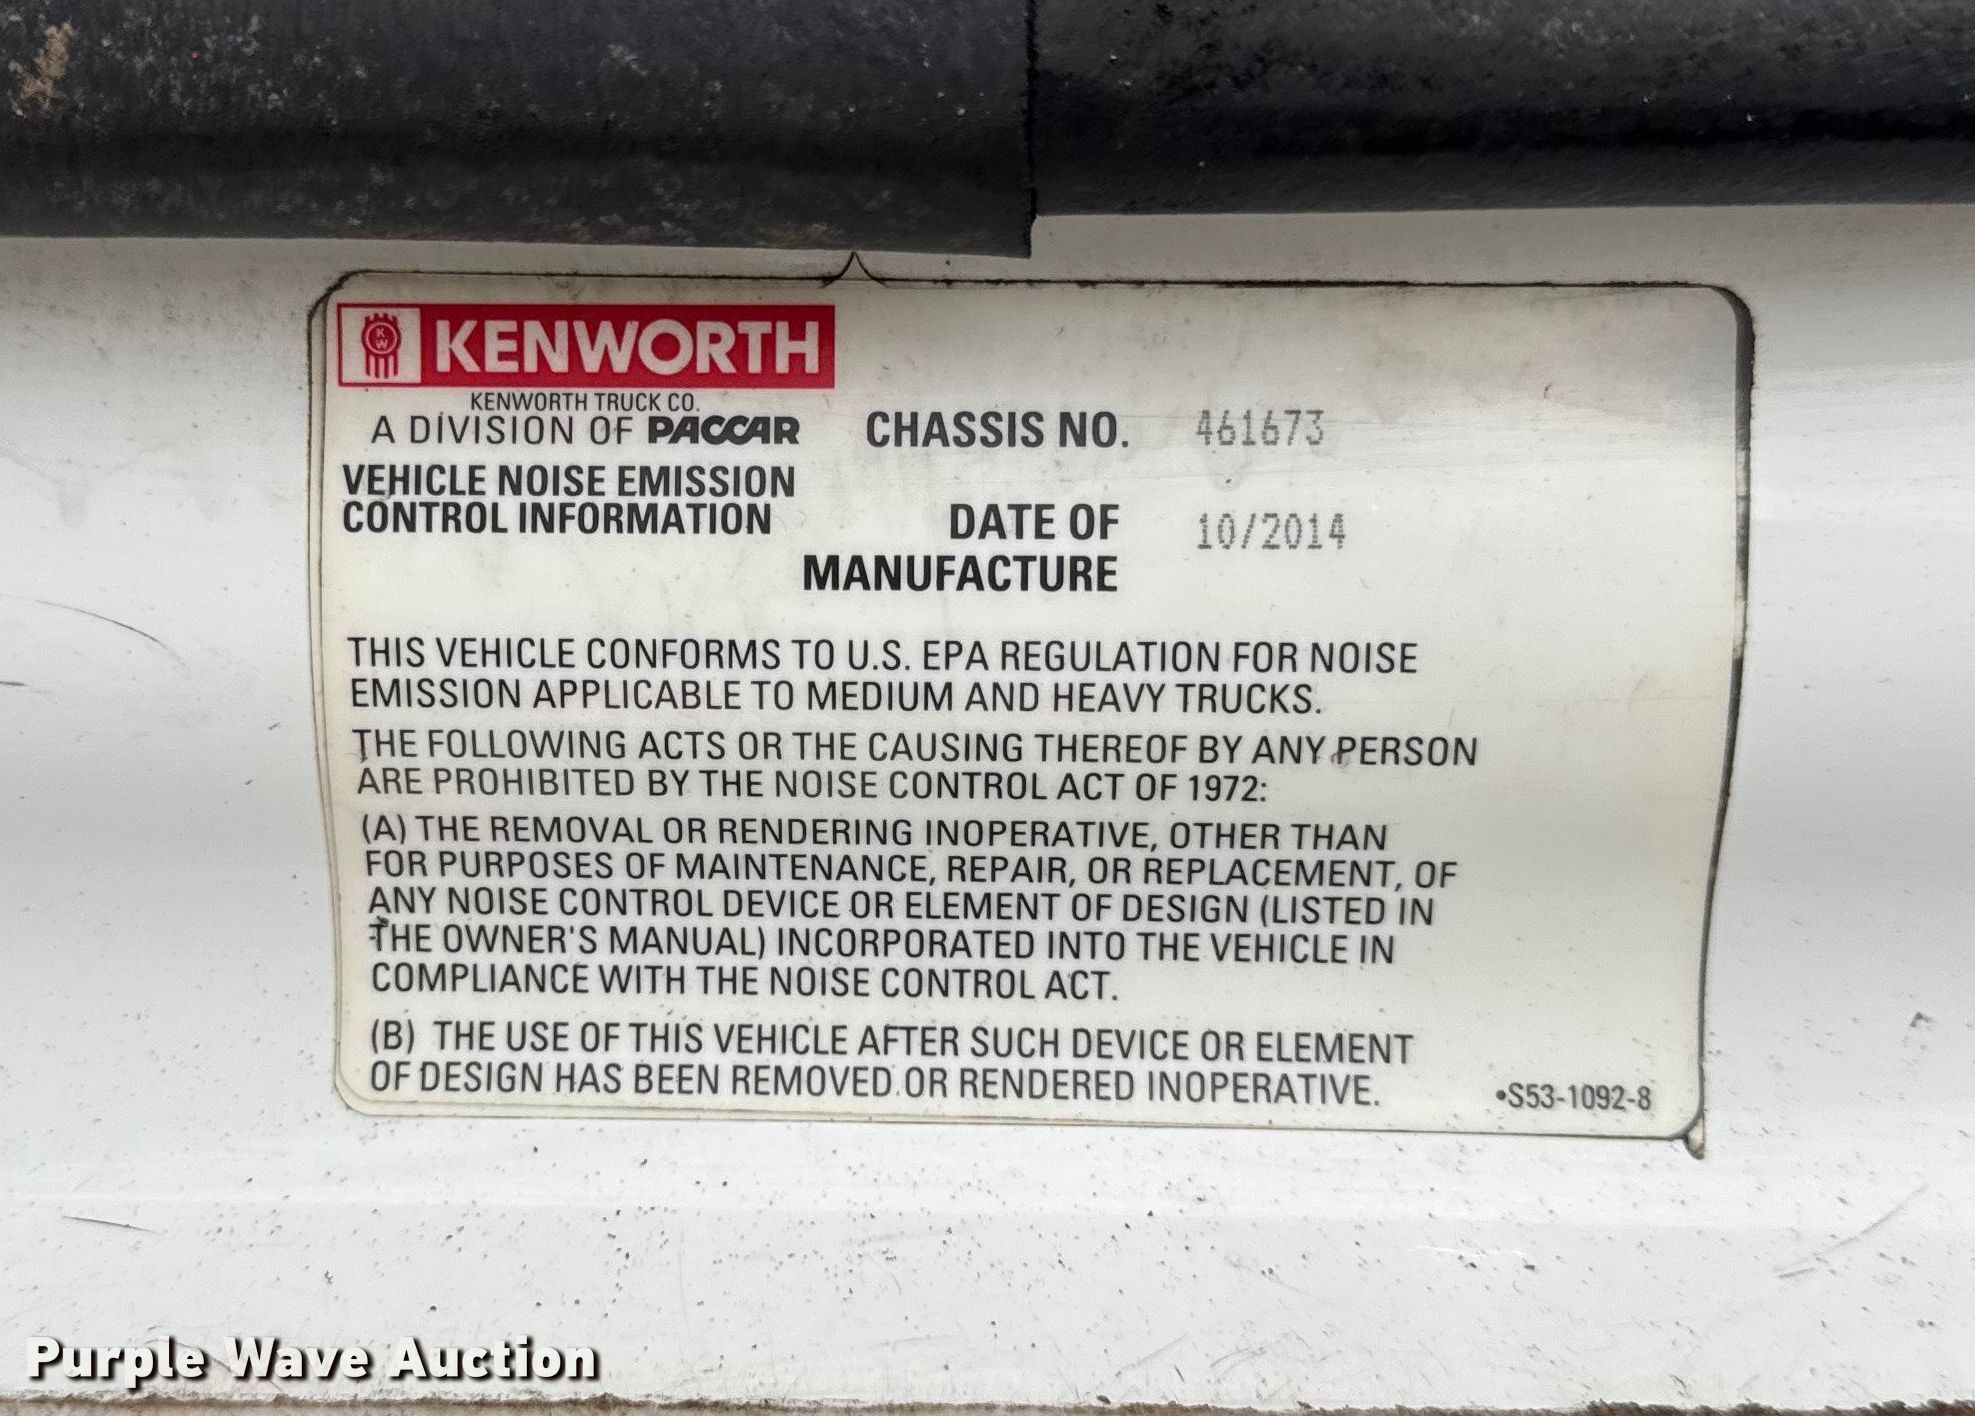 KW KENWORTH
KENWORTH TRUCK CO.
A DIVISION OF PACCAR
VEHICLE NOISE EMISSION
CONTROL INFORMATION
CHASSIS NO. 461673
DATE OF 10/2014
MANUFACTURE
THIS VEHICLE CONFORMS TO U.S. EPA REGULATION FOR NOISE
EMISSION APPLICABLE TO MEDIUM AND HEAVY TRUCKS.
THE FOLLOWING ACTS OR THE CAUSING THEREOF BY ANY PERSON
ARE PROHIBITED BY THE NOISE CONTROL ACT OF 1972:
(A) THE REMOVAL OR RENDERING INOPERATIVE, OTHER THAN
FOR PURPOSES OF MAINTENANCE, REPAIR, OR REPLACEMENT, OF
ANY NOISE CONTROL DEVICE OR ELEMENT OF DESIGN (LISTED IN
THE OWNER'S MANUAL) INCORPORATED INTO THE VEHICLE IN
COMPLIANCE WITH THE NOISE CONTROL ACT.
(B) THE USE OF THIS VEHICLE AFTER SUCH DEVICE OR ELEMENT
OF DESIGN HAS BEEN REMOVED OR RENDERED INOPERATIVE.
•S53-1092-8
Purple Wave Auction